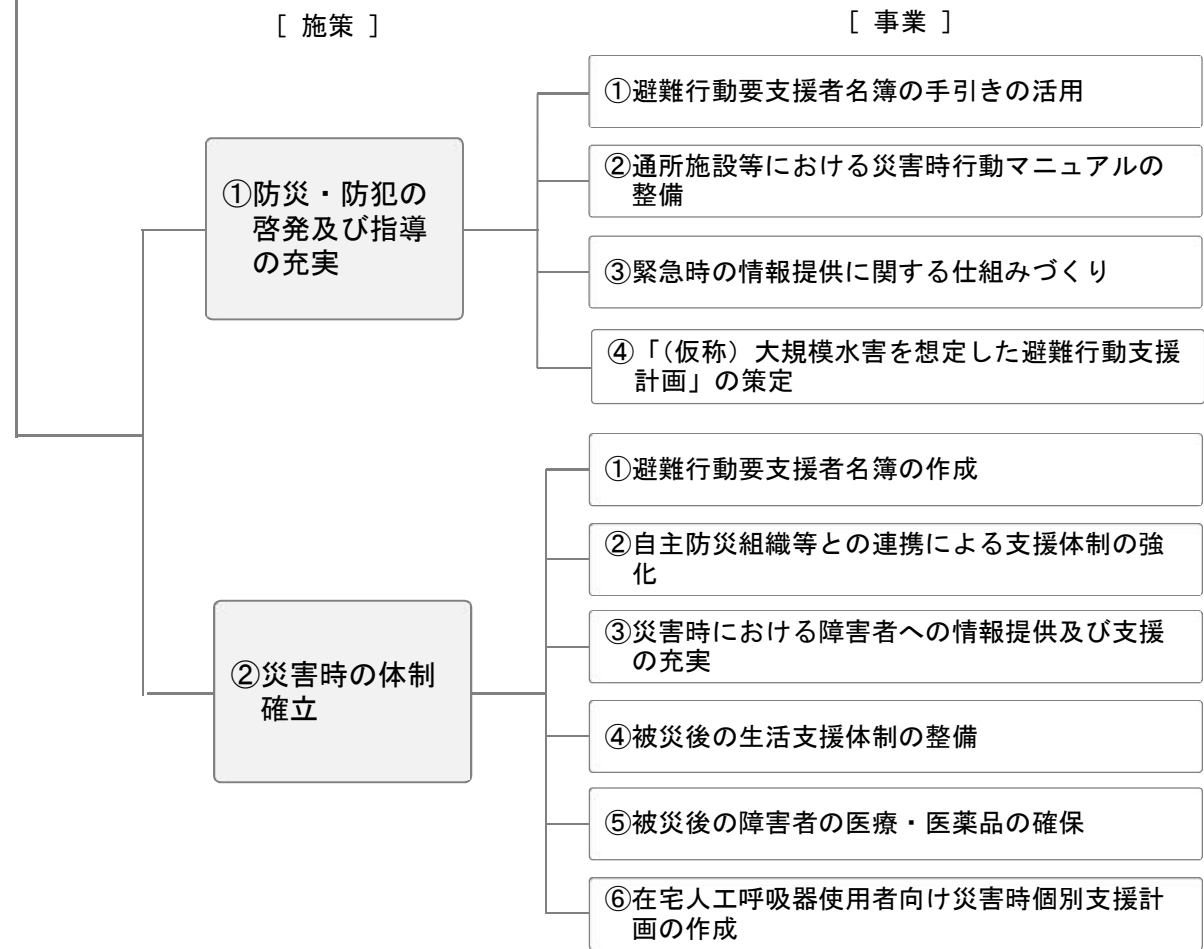 [ 施策 ]
[ 事業 ]
①防災・防犯の
啓発及び指導
の充実
①避難行動要支援者名簿の手引きの活用
②通所施設等における災害時行動マニュアルの
整備
③緊急時の情報提供に関する仕組みづくり
④「(仮称) 大規模水害を想定した避難行動支援
計画」の策定
②災害時の体制
確立
①避難行動要支援者名簿の作成
②自主防災組織等との連携による支援体制の強
化
③災害時における障害者への情報提供及び支援
の充実
④被災後の生活支援体制の整備
⑤被災後の障害者の医療・医薬品の確保
⑥在宅人工呼吸器使用者向け災害時個別支援計
画の作成